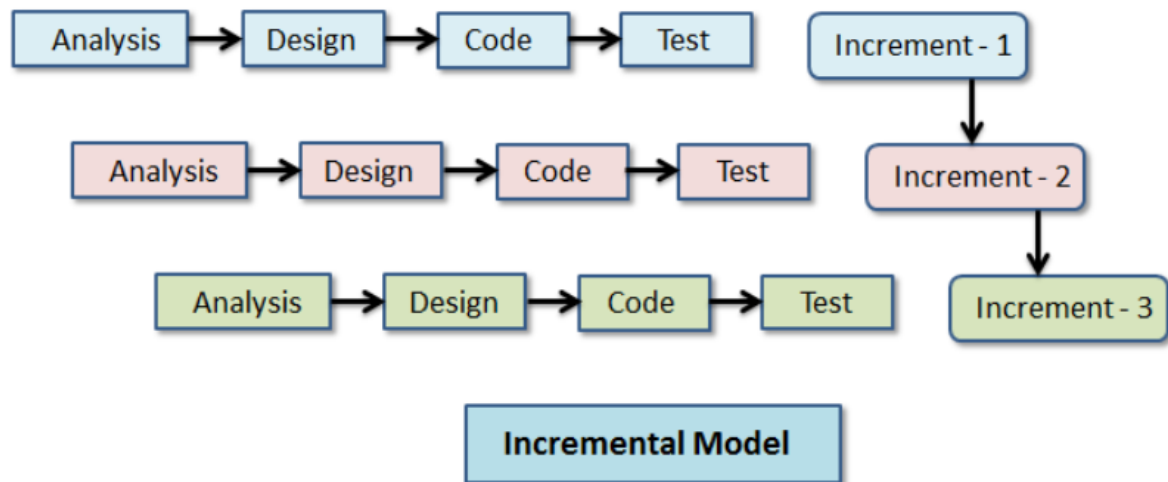 Analysis Design Code Test Increment - 1
Analysis Design Code Test Increment - 2
Analysis Design Code Test Increment - 3
Incremental Model